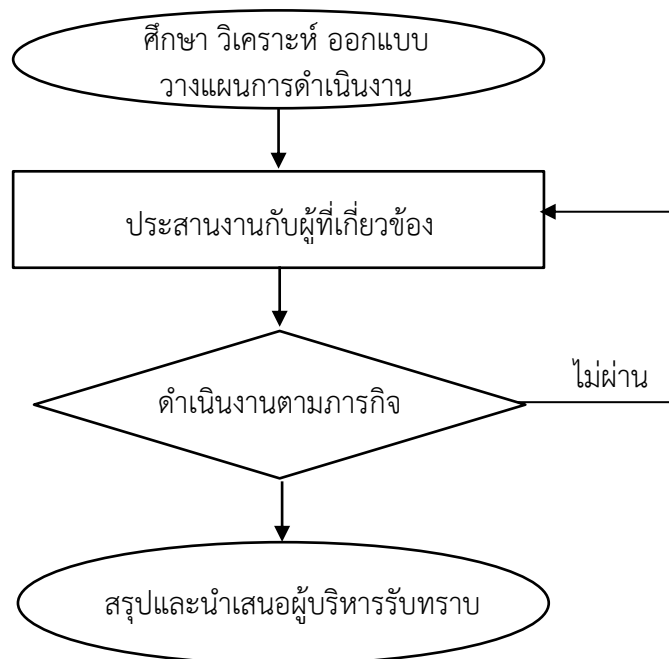 ศึกษา วิเคราะห์ ออกแบบ
วางแผนการดำเนินงาน
ประสานงานกับผู้ที่เกี่ยวข้อง
ไม่ผ่าน
ดำเนินงานตามภารกิจ
สรุปและนำเสนอผู้บริหารรับทราบ